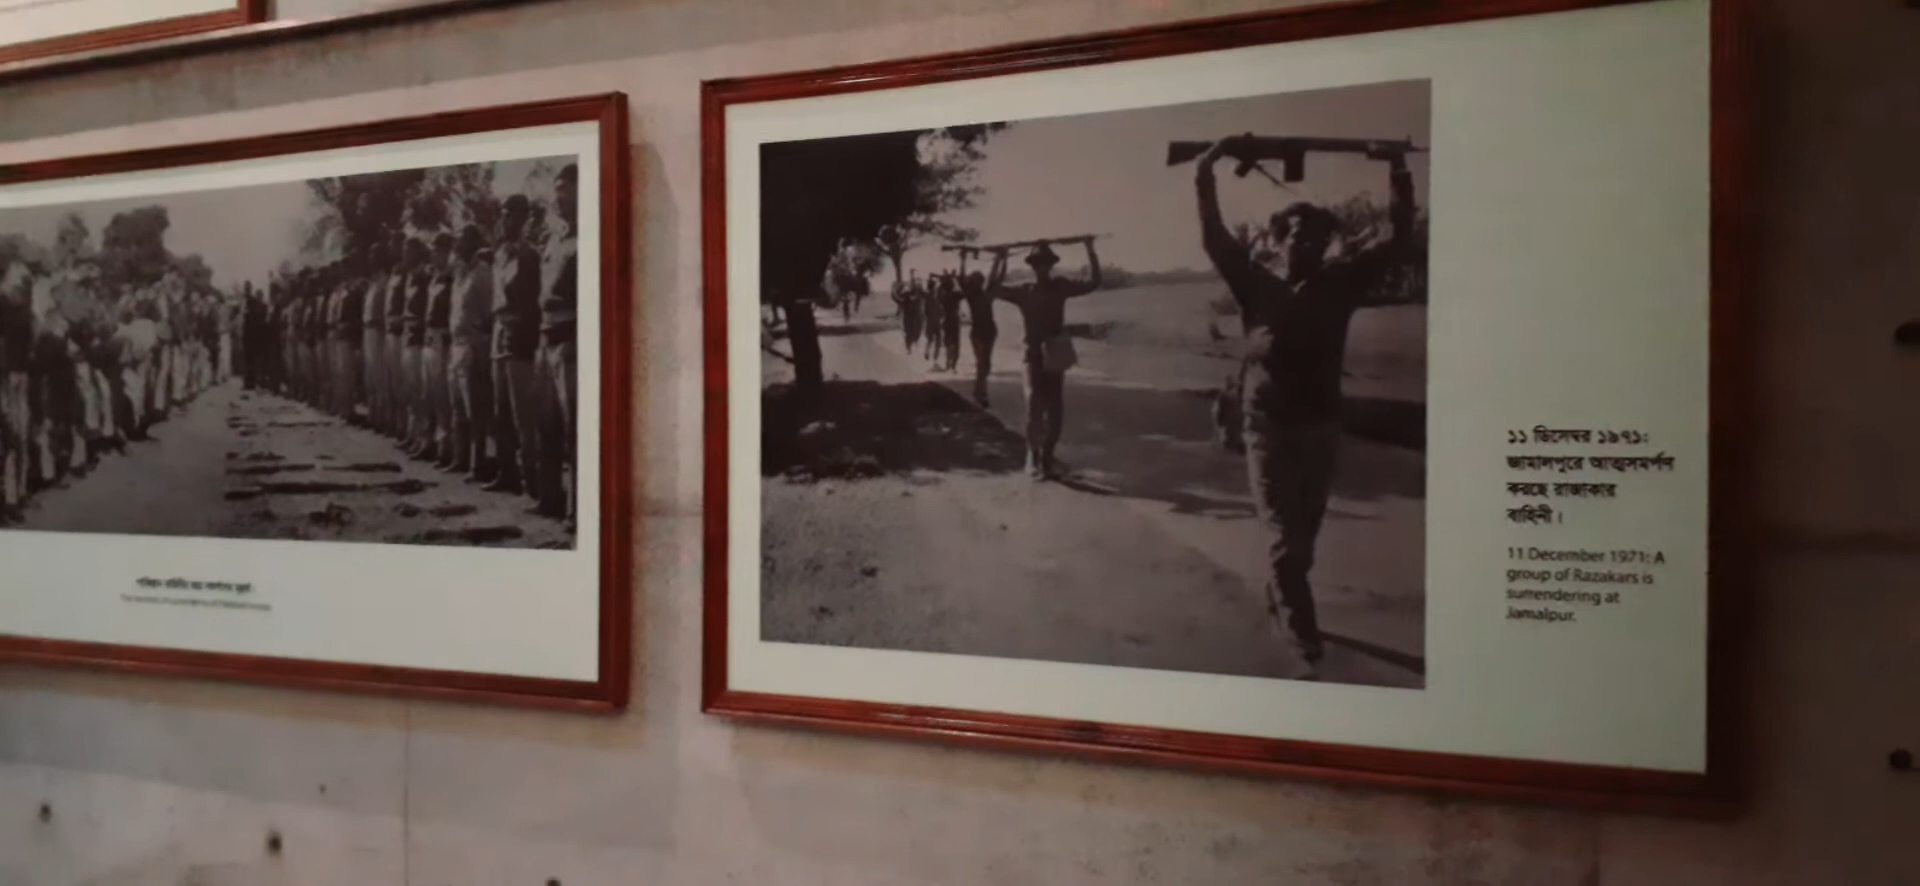 ১১ ডিসেম্বর ১৯৭১:
জামালপুরে আত্মসমর্পণ
করছে রাজাকার
বাহিনী।
11 December 1971: A
group of Razakars is
surrendering at
Jamalpur.